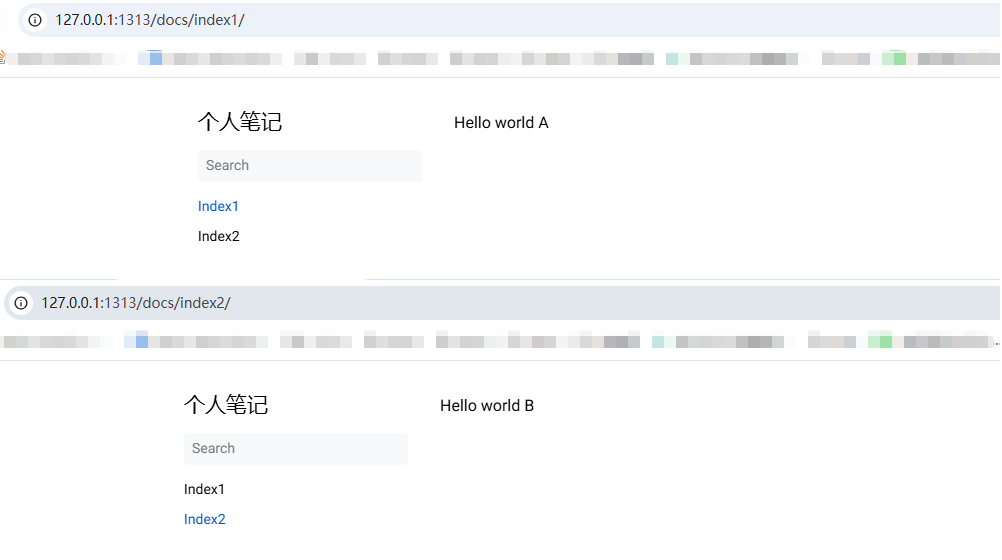 127.0.0.1:1313/docs/index1/
个人笔记
Hello world A
Search
Index1
Index2
127.0.0.1:1313/docs/index2/
个人笔记
Hello world B
Search
Index1
Index2